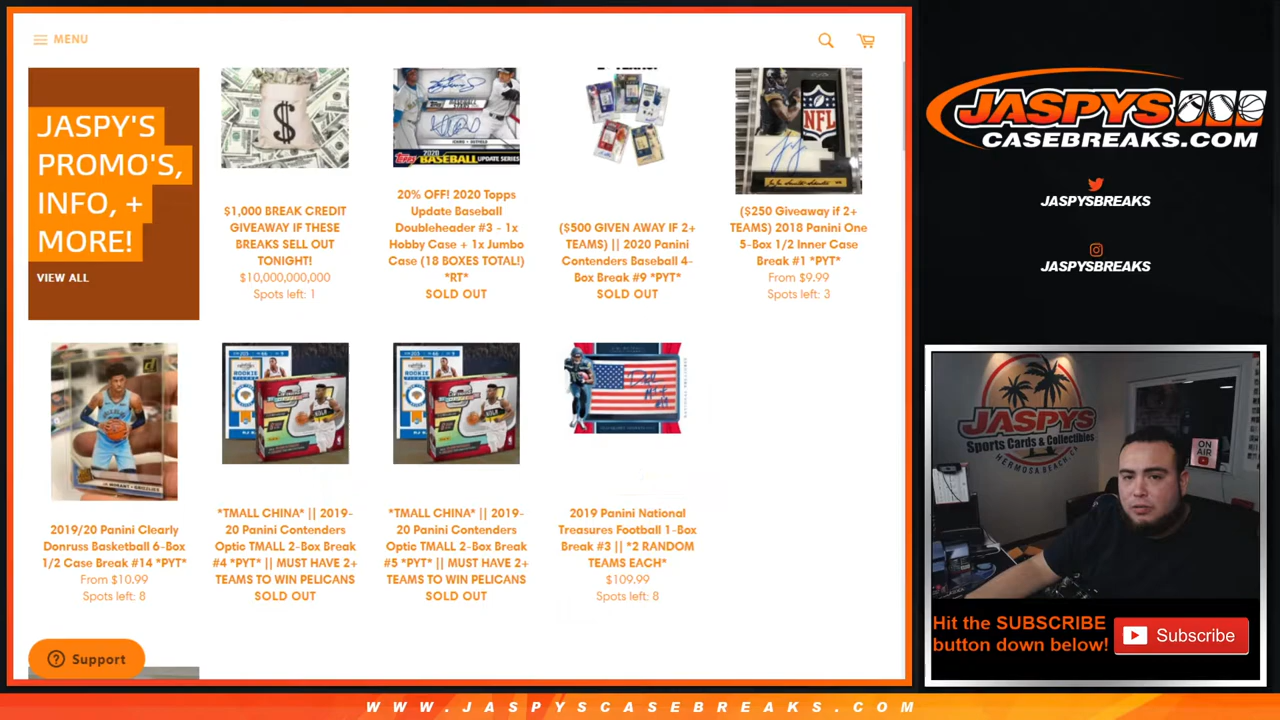 MENU
JASPY'S
PROMO'S,
INFO, +
MORE!
VIEW ALL
$1,000 BREAK CREDIT
GIVEAWAY IF THESE
BREAKS SELL OUT
TONIGHT!
$10,000,000,000
Spots left: 1
20% OFF! 2020 Topps
Update Baseball
Doubleheader #3 - 1x
Hobby Case + 1x Jumbo
Case (18 BOXES TOTAL!)
*RT*
SOLD OUT
($500 GIVEN AWAY IF 2+
TEAMS) || 2020 Panini
Contenders Baseball 4-
Box Break #9 *PYT*
SOLD OUT
($250 Giveaway if 2+
TEAMS) 2018 Panini One
5-Box 1/2 Inner Case
Break #1 *PYT*
From $9.99
Spots left: 3
2019/20 Panini Clearly
Donruss Basketball 6-Box
1/2 Case Break #14 *PYT*
From $10.99
Spots left: 8
*TMALL CHINA* || 2019-
20 Panini Contenders
Optic TMALL 2-Box Break
#4 *PYT* || MUST HAVE 2+
TEAMS TO WIN PELICANS
SOLD OUT
*TMALL CHINA* || 2019-
20 Panini Contenders
Optic TMALL 2-Box Break
#5 *PYT* || MUST HAVE 2+
TEAMS TO WIN PELICANS
SOLD OUT
2019 Panini National
Treasures Football 1-Box
Break #3 || *2 RANDOM
TEAMS EACH*
$109.99
Spots left: 8
Support
JASPYS
CASEBREAKS.COM
JASPYSBREAKS
JASPYSBREAKS
JASPYS
Sports Cards & Collectibles
HERMOSA BEACH, CA
ON
AIR
Hit the SUBSCRIBE
button down below!
Subscribe
WWW.JASPYSCASEBREAKS.COM